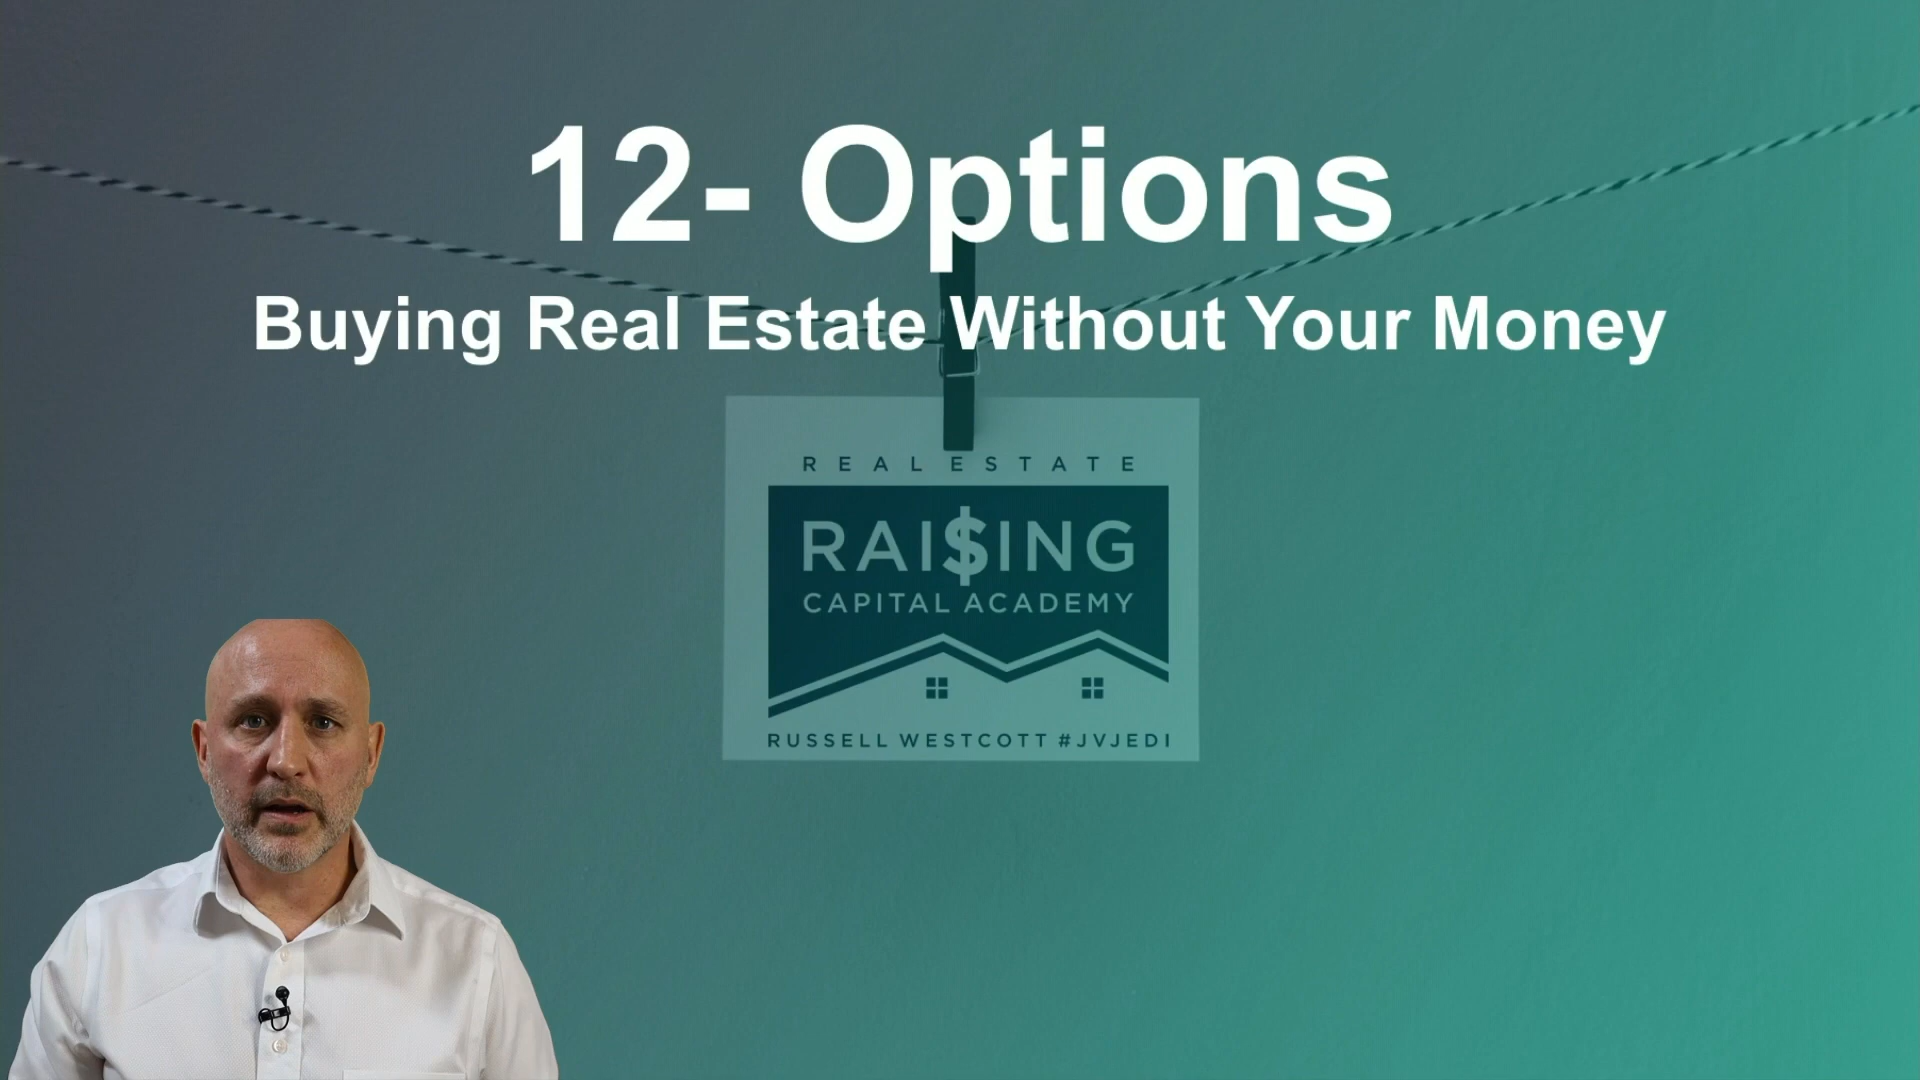 12- Options
Buying Real Estate Without Your Money
REAL ESTATE
RAI$ING
CAPITAL ACADEMY
RUSSELL WESTCOTT #JVJEDI